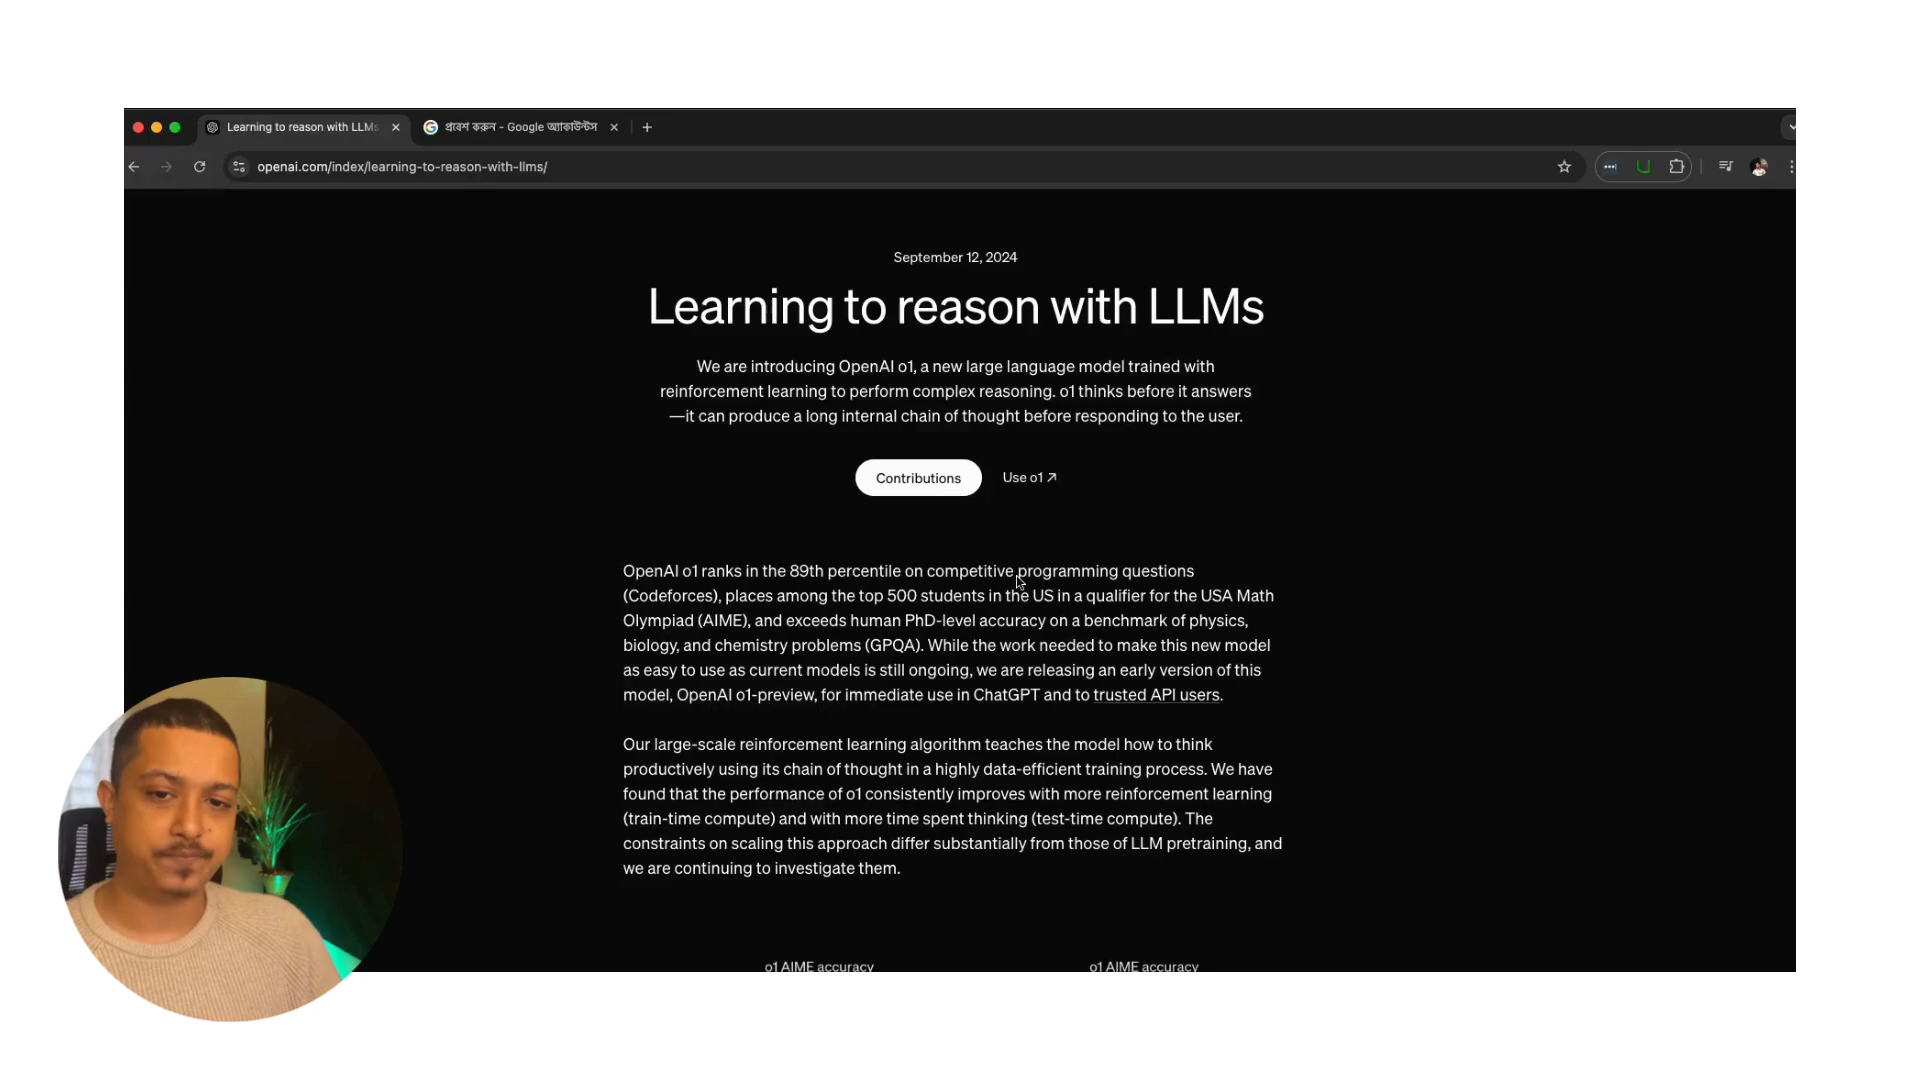 Learning to reason with LLMs
প্রবেশ করুন - Google অ্যাকাউন্টস
openai.com/index/learning-to-reason-with-llms/
September 12, 2024
Learning to reason with LLMs
We are introducing OpenAI o1, a new large language model trained with
reinforcement learning to perform complex reasoning. o1 thinks before it answers
—it can produce a long internal chain of thought before responding to the user.
Contributions
Use o1 ↗
OpenAI o1 ranks in the 89th percentile on competitive programming questions
(Codeforces), places among the top 500 students in the US in a qualifier for the USA Math
Olympiad (AIME), and exceeds human PhD-level accuracy on a benchmark of physics,
biology, and chemistry problems (GPQA). While the work needed to make this new model
as easy to use as current models is still ongoing, we are releasing an early version of this
model, OpenAI o1-preview, for immediate use in ChatGPT and to trusted API users.
Our large-scale reinforcement learning algorithm teaches the model how to think
productively using its chain of thought in a highly data-efficient training process. We have
found that the performance of o1 consistently improves with more reinforcement learning
(train-time compute) and with more time spent thinking (test-time compute). The
constraints on scaling this approach differ substantially from those of LLM pretraining, and
we are continuing to investigate them.
o1 AIME accuracy
o1 AIME accuracy